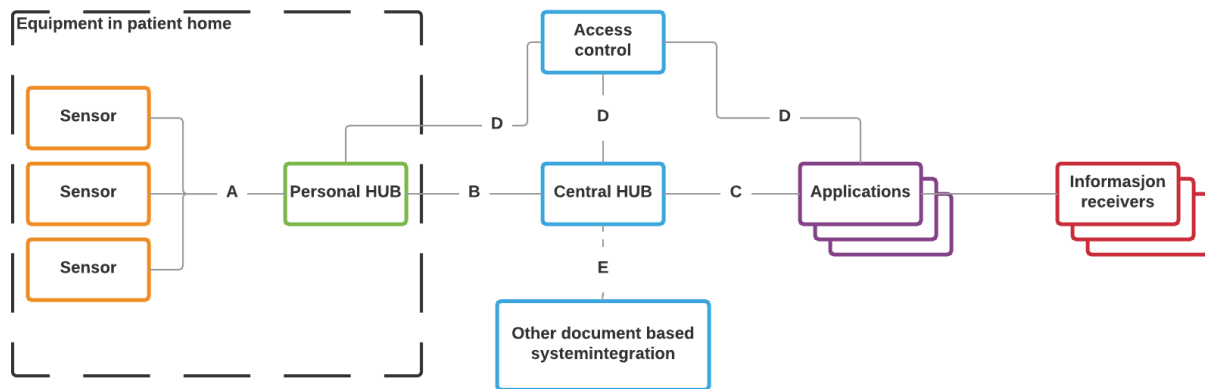 Equipment in patient home
Access
control
Sensor
D
D
D
Sensor
A
Personal HUB
B
Central HUB
C
Applications
Informasjon
receivers
Sensor
E
Other document based
systemintegration